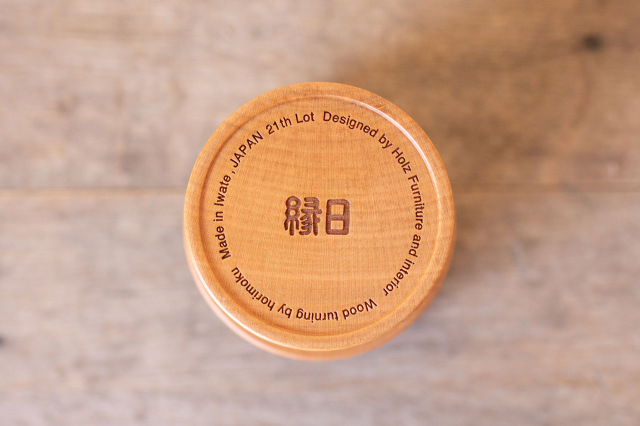 Made in Iwate, JAPAN 21th Lot Designed by Holz Furniture and interior Wood turning by horimoku
縁日